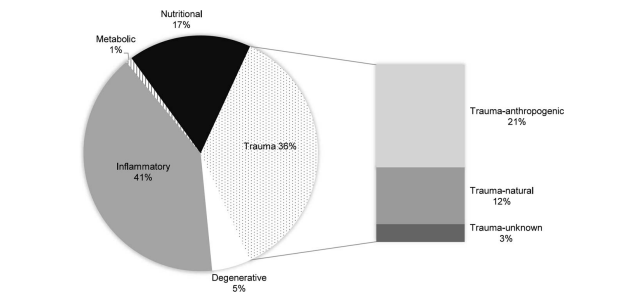 Nutritional
17%
Metabolic
1%
Trauma 36%
Inflammatory
41%
Degenerative
5%
Trauma-anthropogenic
21%
Trauma-natural
12%
Trauma-unknown
3%